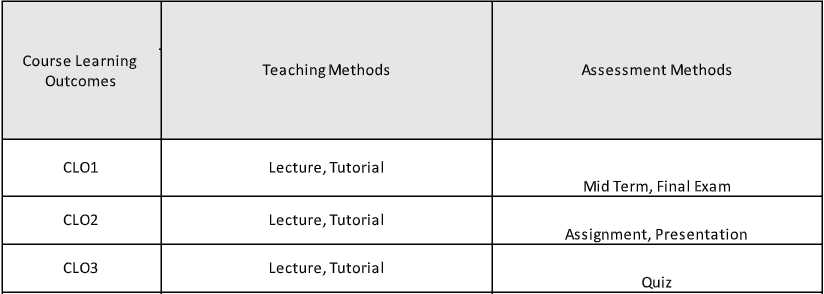 Course Learning
Outcomes
Teaching Methods
Assessment Methods
CLO1
Lecture, Tutorial
Mid Term, Final Exam
CLO2
Lecture, Tutorial
Assignment, Presentation
CLO3
Lecture, Tutorial
Quiz